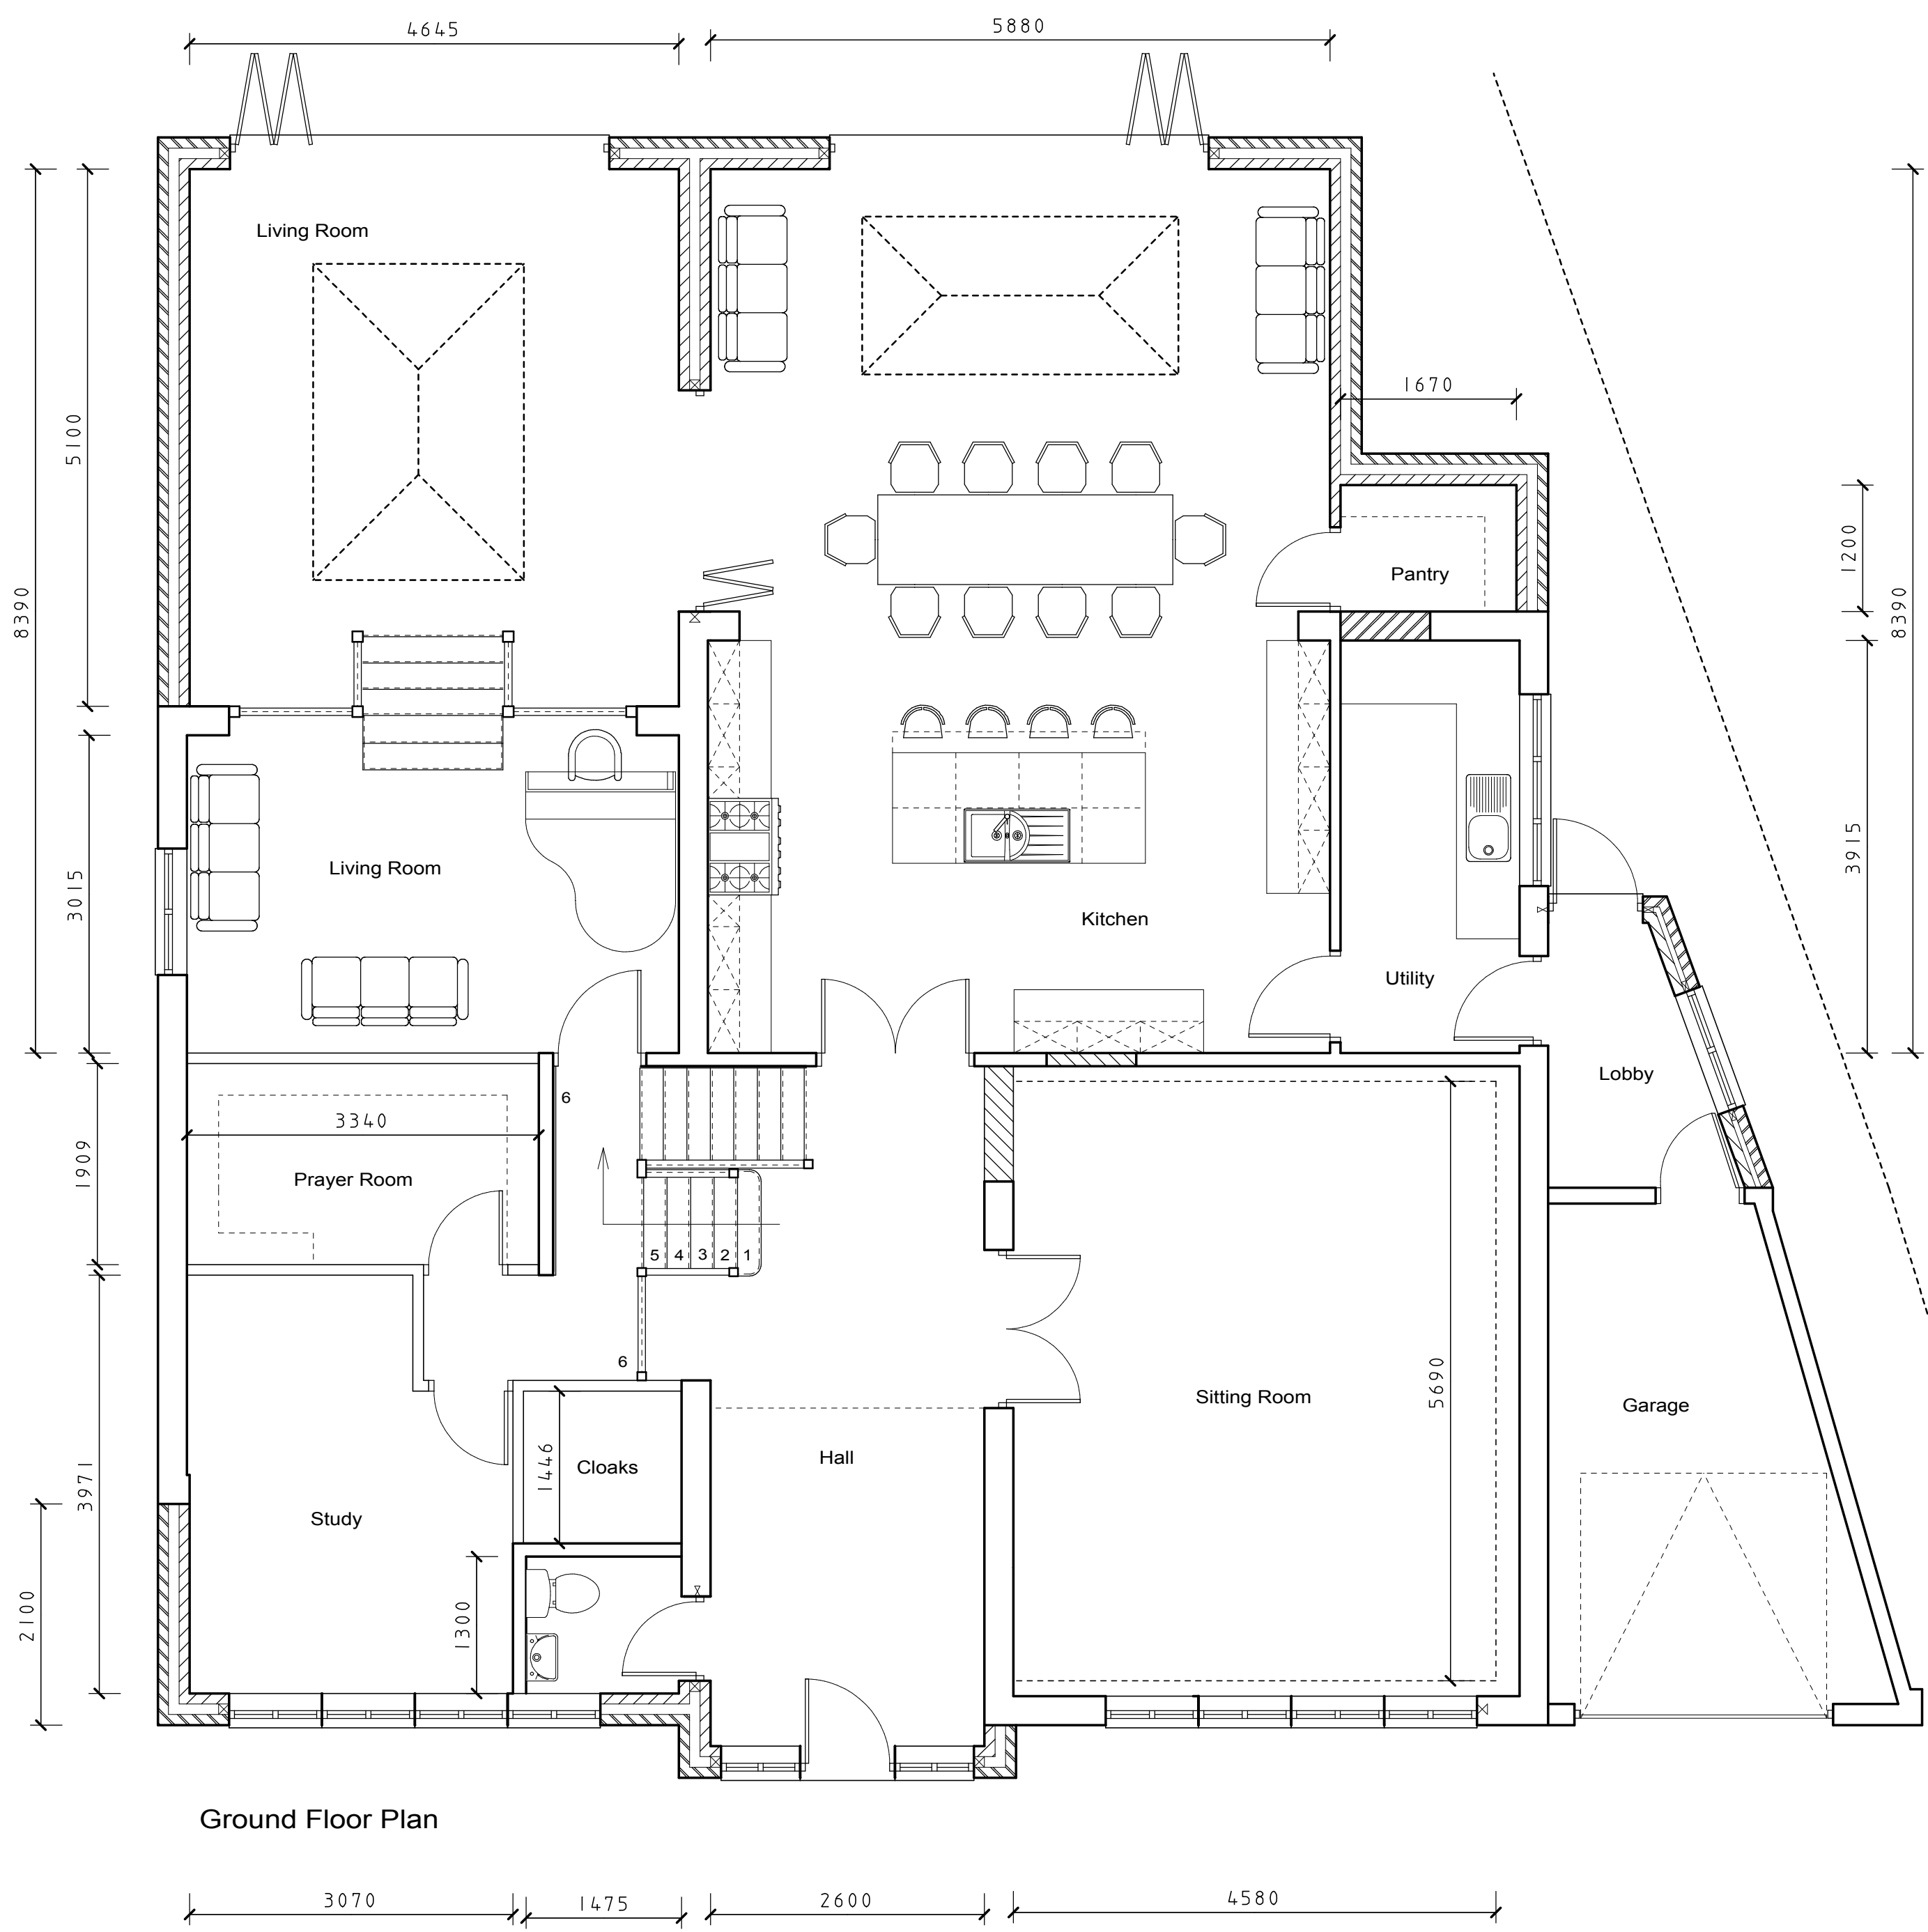 4645
5880
Living Room
1670
5100
1200
8390
8390
Pantry
3915
3015
Living Room
Kitchen
Utility
Lobby
6
3340
1909
Prayer Room
5 4 3 2 1
6
5690
Sitting Room
Garage
Hall
1446
Cloaks
3971
Study
2100
1300
Ground Floor Plan
3070
1475
2600
4580